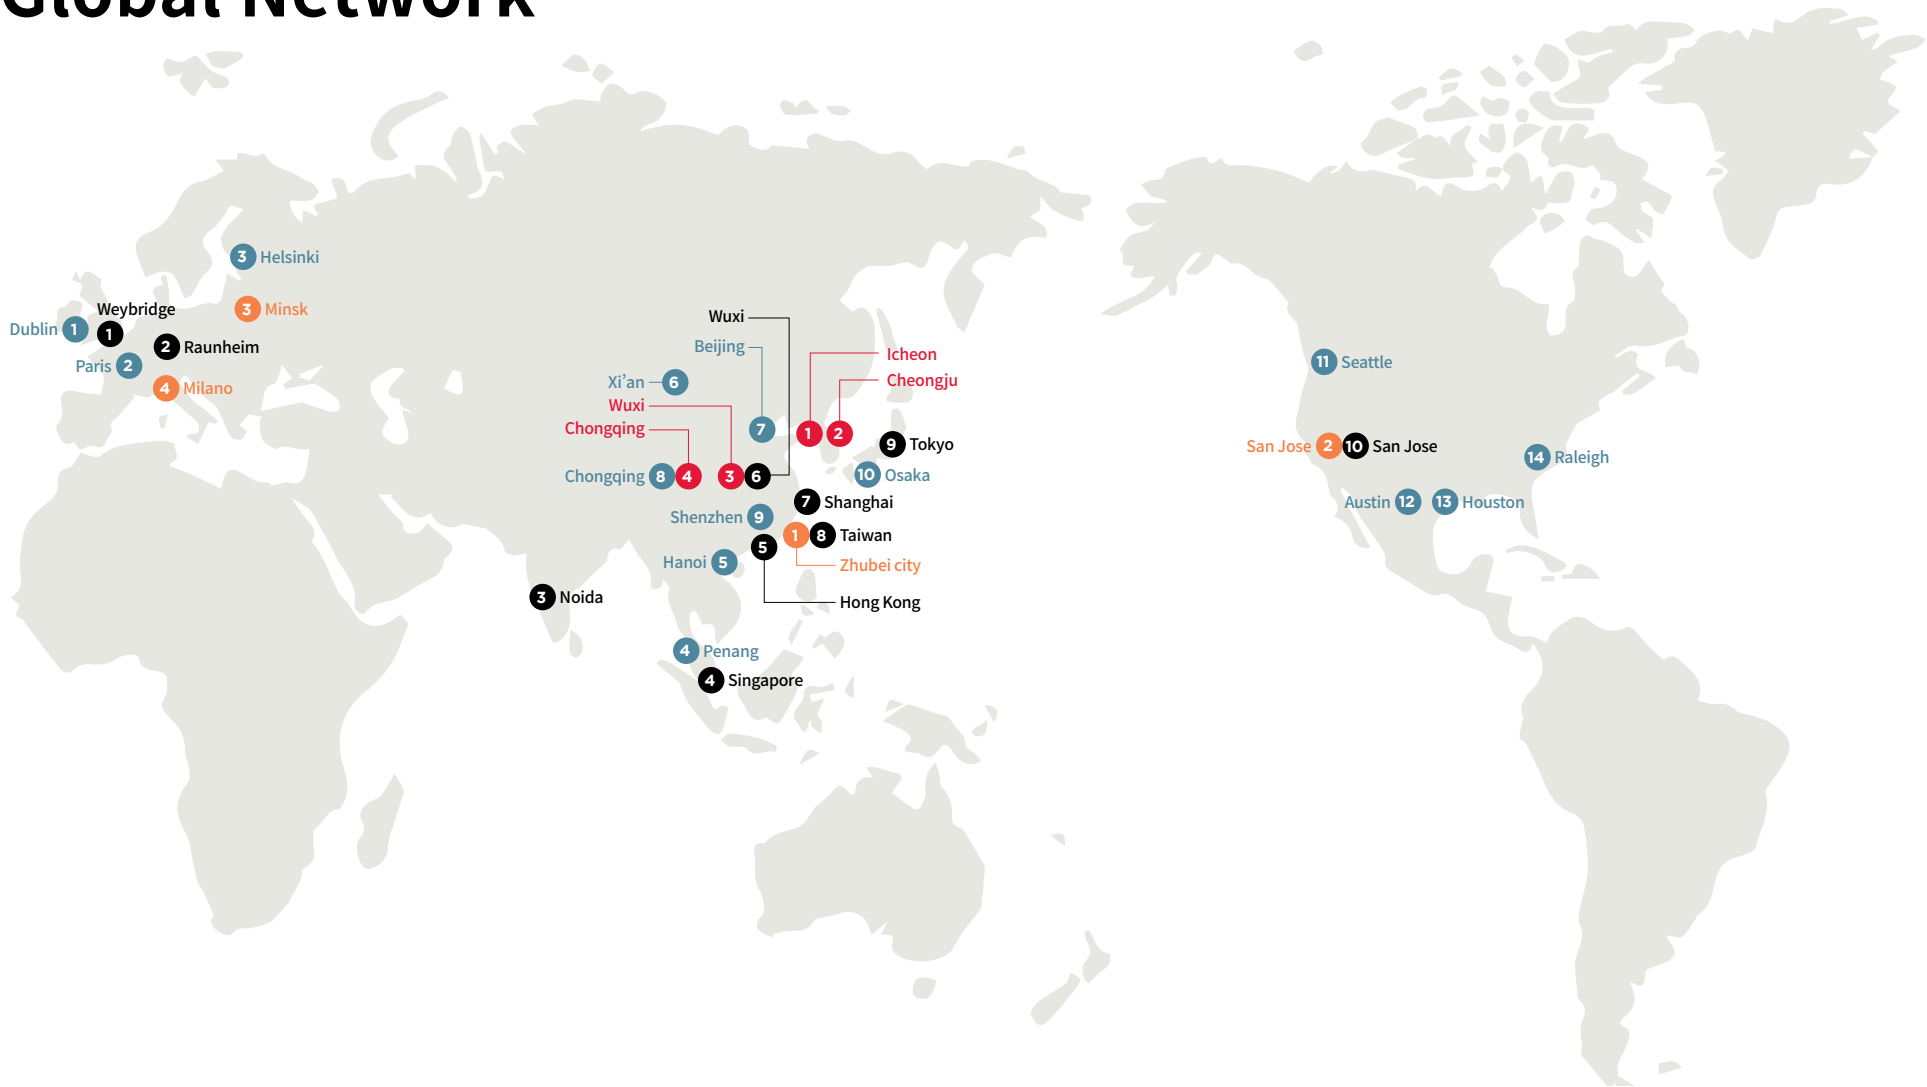 Global Network
3 Helsinki
3 Minsk
Weybridge
1
Dublin 1
2 Raunheim
Paris 2
4 Milano
Wuxi
Beijing
Icheon
Cheongju
Xi’an 6
Wuxi
Chongqing
7
1
2
9 Tokyo
Chongqing 8
4
3
6
10 Osaka
7 Shanghai
Shenzhen 9
1
8 Taiwan
5
Hanoi 5
Zhubei city
3 Noida
Hong Kong
4 Penang
4 Singapore
11 Seattle
San Jose 2
10 San Jose
14 Raleigh
Austin 12
13 Houston